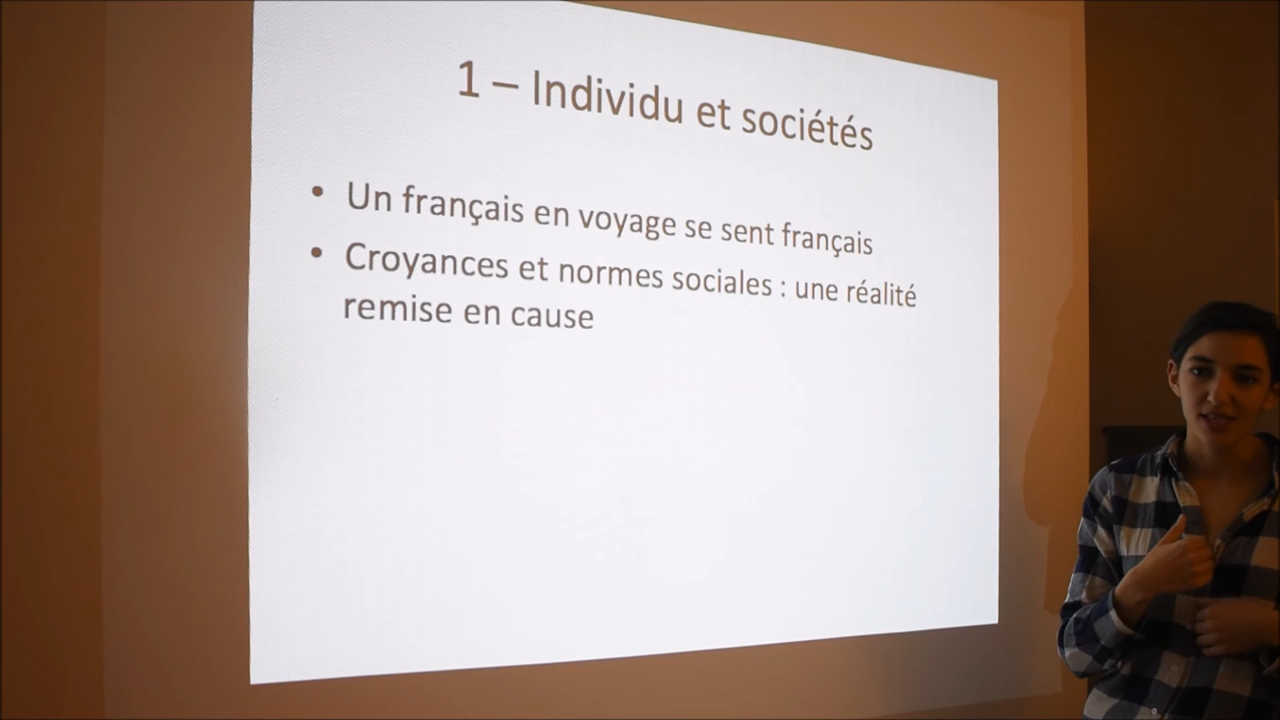 1 – Individu et sociétés
• Un français en voyage se sent français
• Croyances et normes sociales : une réalité
remise en cause